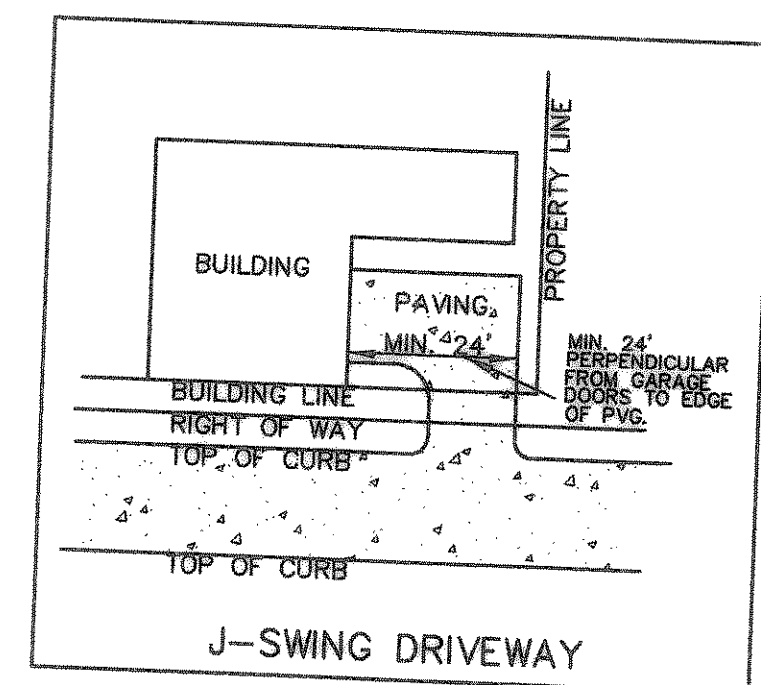 PROPERTY LINE
BUILDING
PAVING
MIN. 24'
MIN. 24'
PERPENDICULAR
FROM GARAGE
DOORS TO EDGE
OF PVG.
BUILDING LINE
RIGHT OF WAY
TOP OF CURB
TOP OF CURB
J-SWING DRIVEWAY